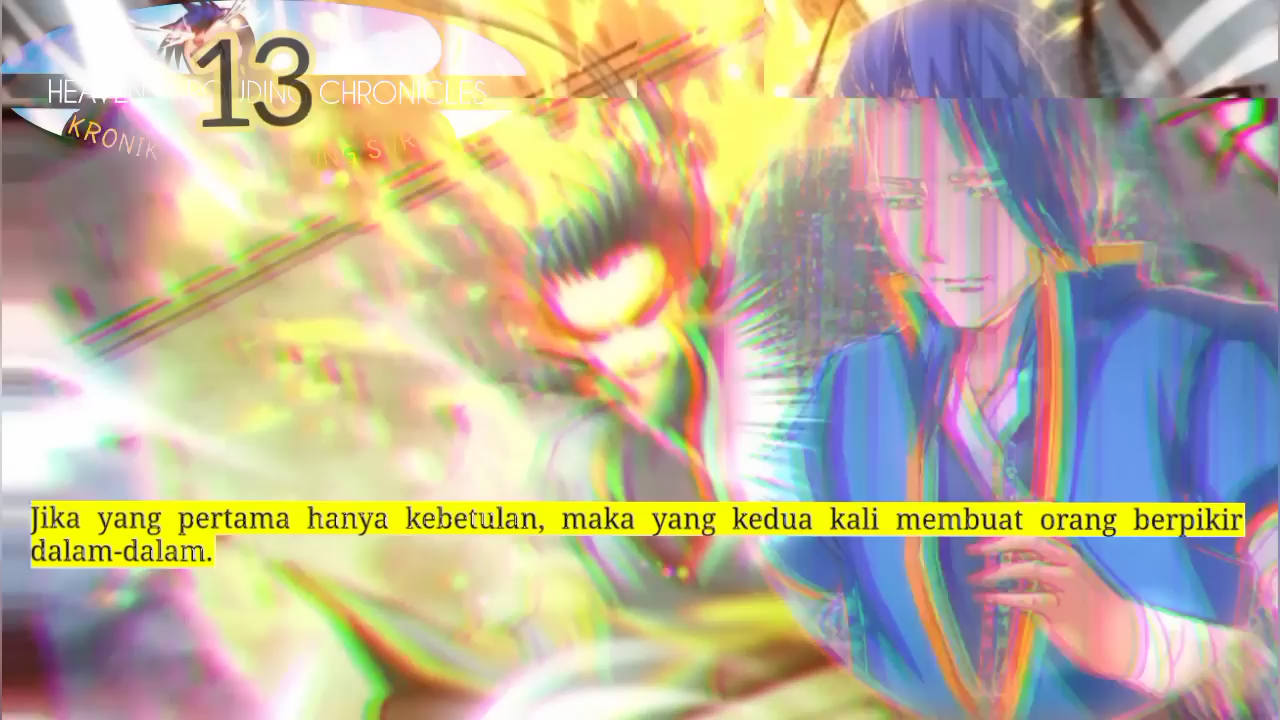 13
CHRONICLES
KRONIK
Jika yang pertama hanya kebetulan, maka yang kedua kali membuat orang berpikir
dalam-dalam.